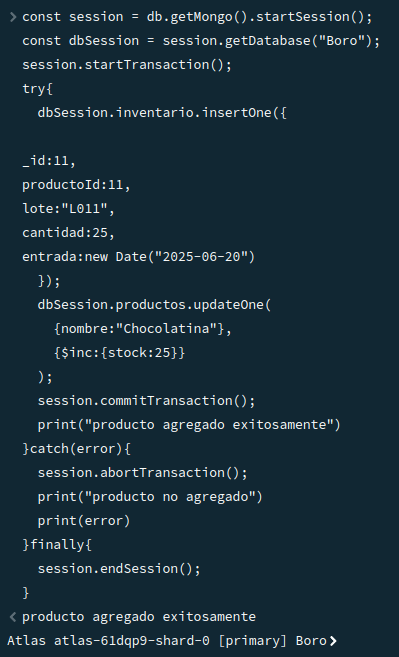 > const session = db.getMongo().startSession();
const dbSession = session.getDatabase("Boro");
session.startTransaction();
try{
  dbSession.inventario.insertOne({

_id:11,
productoId:11,
lote:"L011",
cantidad:25,
entrada:new Date("2025-06-20")
  });
  dbSession.productos.updateOne(
    {nombre:"Chocolatina"},
    {$inc:{stock:25}}
  );
  session.commitTransaction();
  print("producto agregado exitosamente")
}catch(error){
  session.abortTransaction();
  print("producto no agregado")
  print(error)
}finally{
  session.endSession();
}
< producto agregado exitosamente
Atlas atlas-61dqp9-shard-0 [primary] Boro>